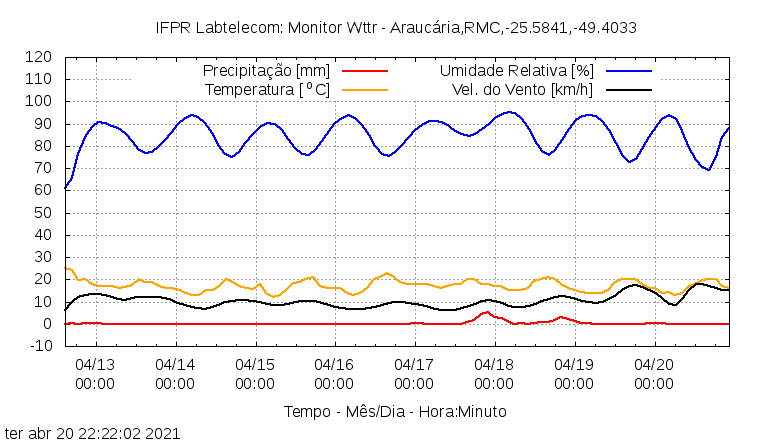 IFPR Labtelecom: Monitor Wttr - Araucária,RMC,-25.5841,-49.4033
120
110
100
90
80
70
60
50
40
30
20
10
0
-10
Precipitação [mm]
Temperatura [ ⁰C]
Umidade Relativa [%]
Vel. do Vento [km/h]
04/13 04/14 04/15 04/16 04/17 04/18 04/19 04/20
00:00 00:00 00:00 00:00 00:00 00:00 00:00 00:00
Tempo - Mês/Dia - Hora:Minuto
ter abr 20 22:22:02 2021